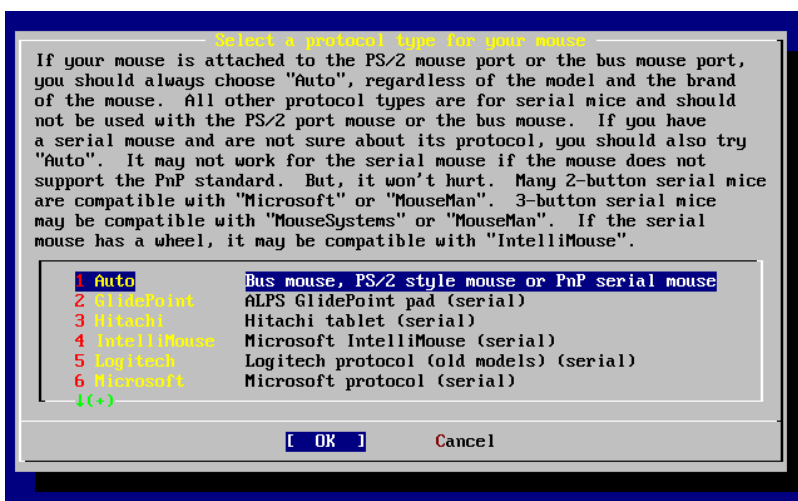 Select a protocol type for your mouse
If your mouse is attached to the PS/2 mouse port or the bus mouse port,
you should always choose "Auto", regardless of the model and the brand
of the mouse.  All other protocol types are for serial mice and should
not be used with the PS/2 port mouse or the bus mouse.  If you have
a serial mouse and are not sure about its protocol, you should also try
"Auto".  It may not work for the serial mouse if the mouse does not
support the PnP standard.  But, it won't hurt.  Many 2-button serial mice
are compatible with "Microsoft" or "MouseMan".  3-button serial mice
may be compatible with "MouseSystems" or "MouseMan".  If the serial
mouse has a wheel, it may be compatible with "IntelliMouse".
1 Auto Bus mouse, PS/2 style mouse or PnP serial mouse
2 GlidePoint ALPS GlidePoint pad (serial)
3 Hitachi Hitachi tablet (serial)
4 IntelliMouse Microsoft IntelliMouse (serial)
5 Logitech Logitech protocol (old models) (serial)
6 Microsoft Microsoft protocol (serial)
↓(+)
[ OK ] Cancel